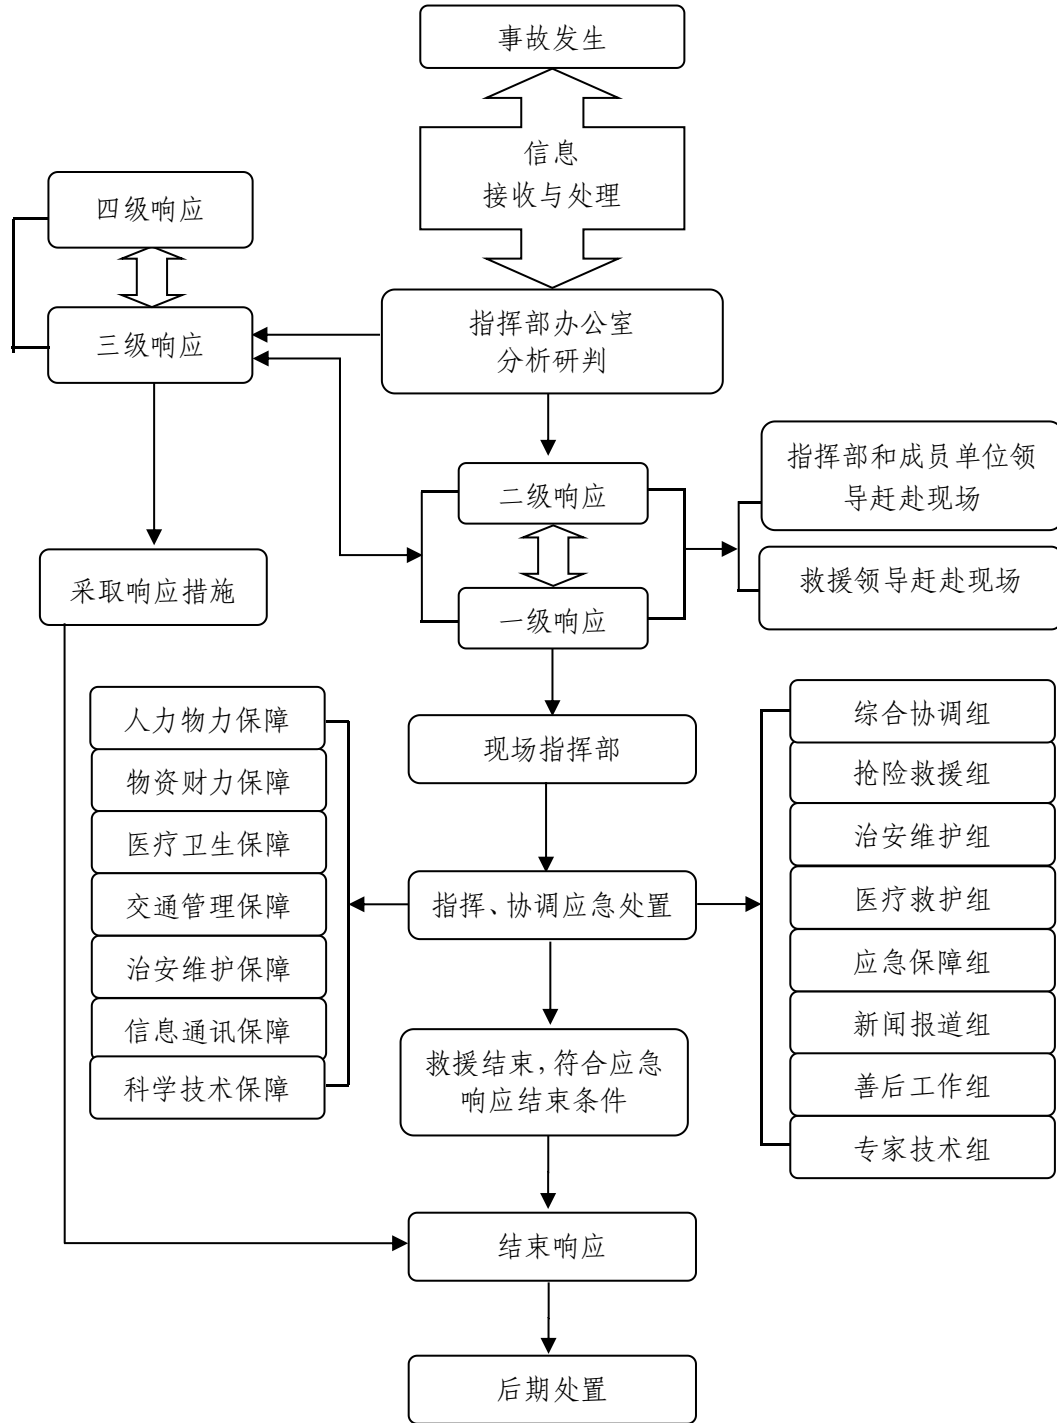 事故发生
信息
接收与处理
四级响应
三级响应
指挥部办公室
分析研判
二级响应
一级响应
指挥部和成员单位领
导赶赴现场
救援领导赶赴现场
采取响应措施
现场指挥部
人力物力保障
物资财力保障
医疗卫生保障
交通管理保障
治安维护保障
信息通讯保障
科学技术保障
指挥、协调应急处置
综合协调组
抢险救援组
治安维护组
医疗救护组
应急保障组
新闻报道组
善后工作组
专家技术组
救援结束，符合应急
响应结束条件
结束响应
后期处置